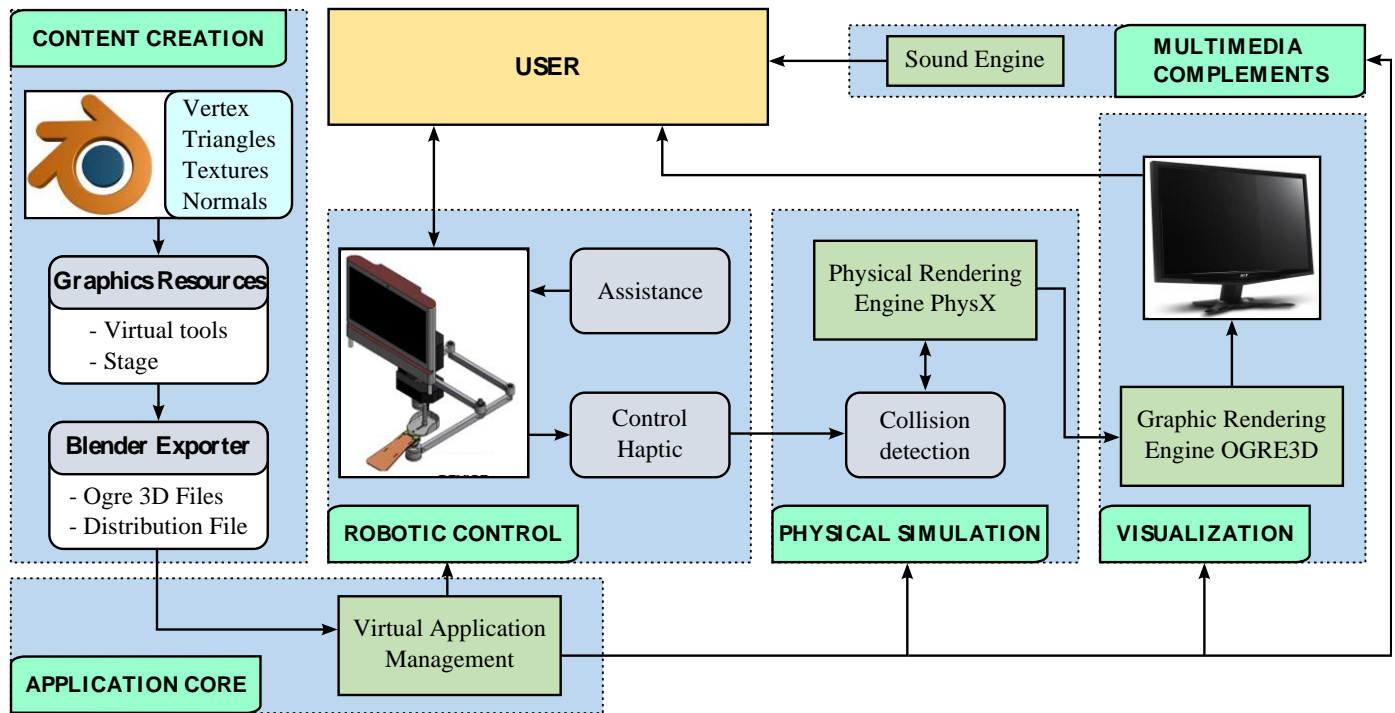 CONTENT CREATION
Vertex
Triangles
Textures
Normals
Graphics Resources
- Virtual tools
- Stage
Blender Exporter
- Ogre 3D Files
- Distribution File
USER
Sound Engine
MULTIMEDIA
COMPLEMENTS
Assistance
Control
Haptic
ROBOTIC CONTROL
Physical Rendering
Engine PhysX
Collision
detection
PHYSICAL SIMULATION
Graphic Rendering
Engine OGRE3D
VISUALIZATION
Virtual Application
Management
APPLICATION CORE